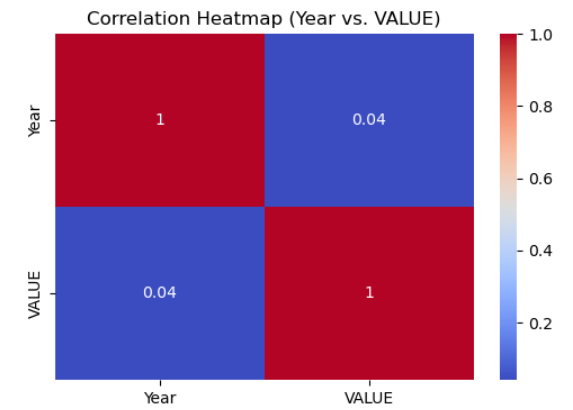 Correlation Heatmap (Year vs. VALUE)
Year
1
0.04
VALUE
0.04
1
Year
VALUE
1.0
0.8
0.6
0.4
0.2